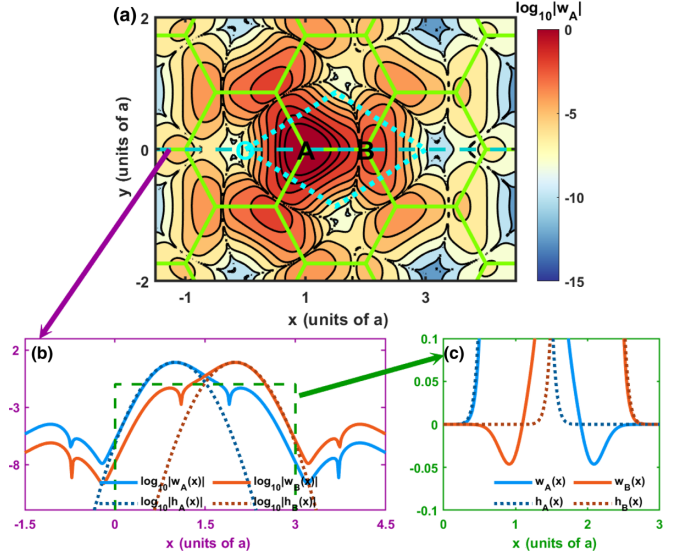 (a)
log10|wA|
2
0
-2
y (units of a)
C
A
B
-1
1
3
x (units of a)
0
-5
-10
-15
(b)
2
-3
-8
log10|wA(x)|
log10|wB(x)|
log10|hA(x)|
log10|hB(x)|
-1.5
0
1.5
3
4.5
x (units of a)
(c)
0.1
0.05
0
-0.05
-0.1
wA(x)
wB(x)
hA(x)
hB(x)
0
1
2
3
x (units of a)